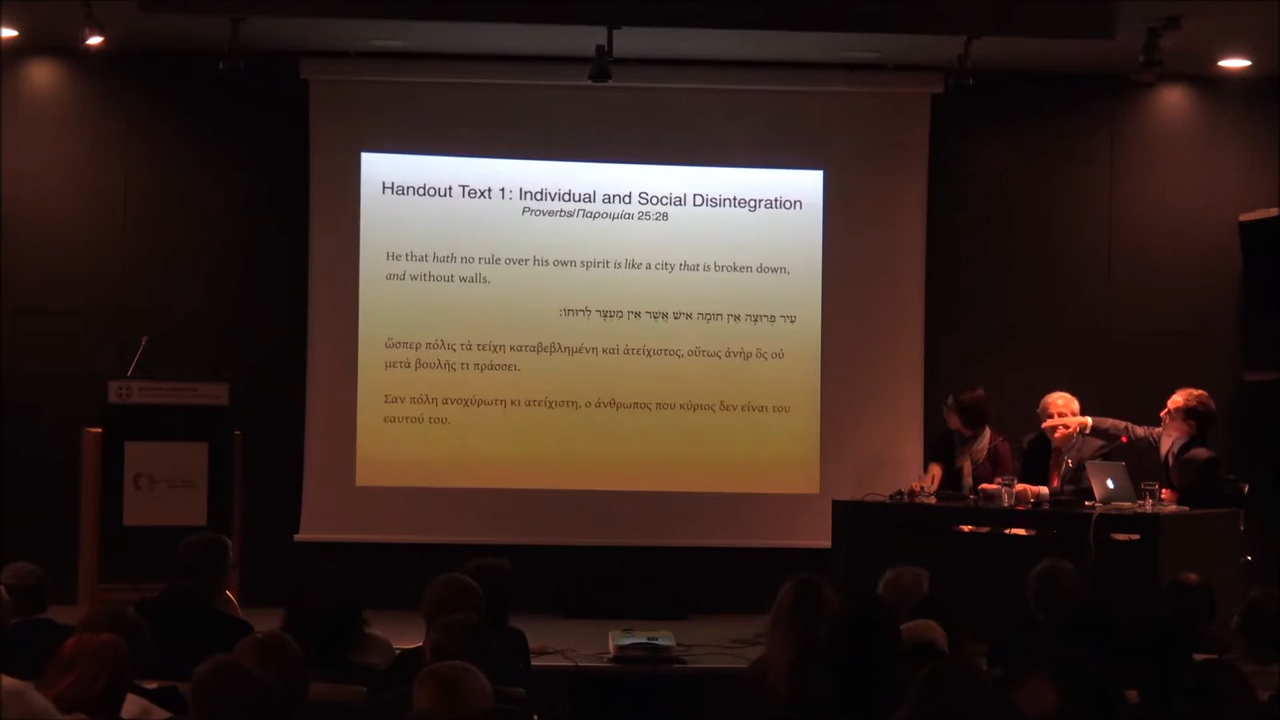 Handout Text 1: Individual and Social Disintegration
Proverbs/Παροιμίαι 25:28
He that hath no rule over his own spirit is like a city that is broken down,
and without walls.
עִיר פְּרוּצָה אֵין חוֹמָה אִישׁ אֲשֶׁר אֵין מַעְצָר לְרוּחוֹ׃
ὥσπερ πόλις τὰ τείχη καταβεβλημένη καὶ ἀτείχιστος, οὕτως ἀνὴρ ὃς οὐ
μετὰ βουλῆς τι πράσσει.
Σαν πόλη ανοχύρωτη κι ατείχιστη, ο άνθρωπος που κύριος δεν είναι του
εαυτού του.